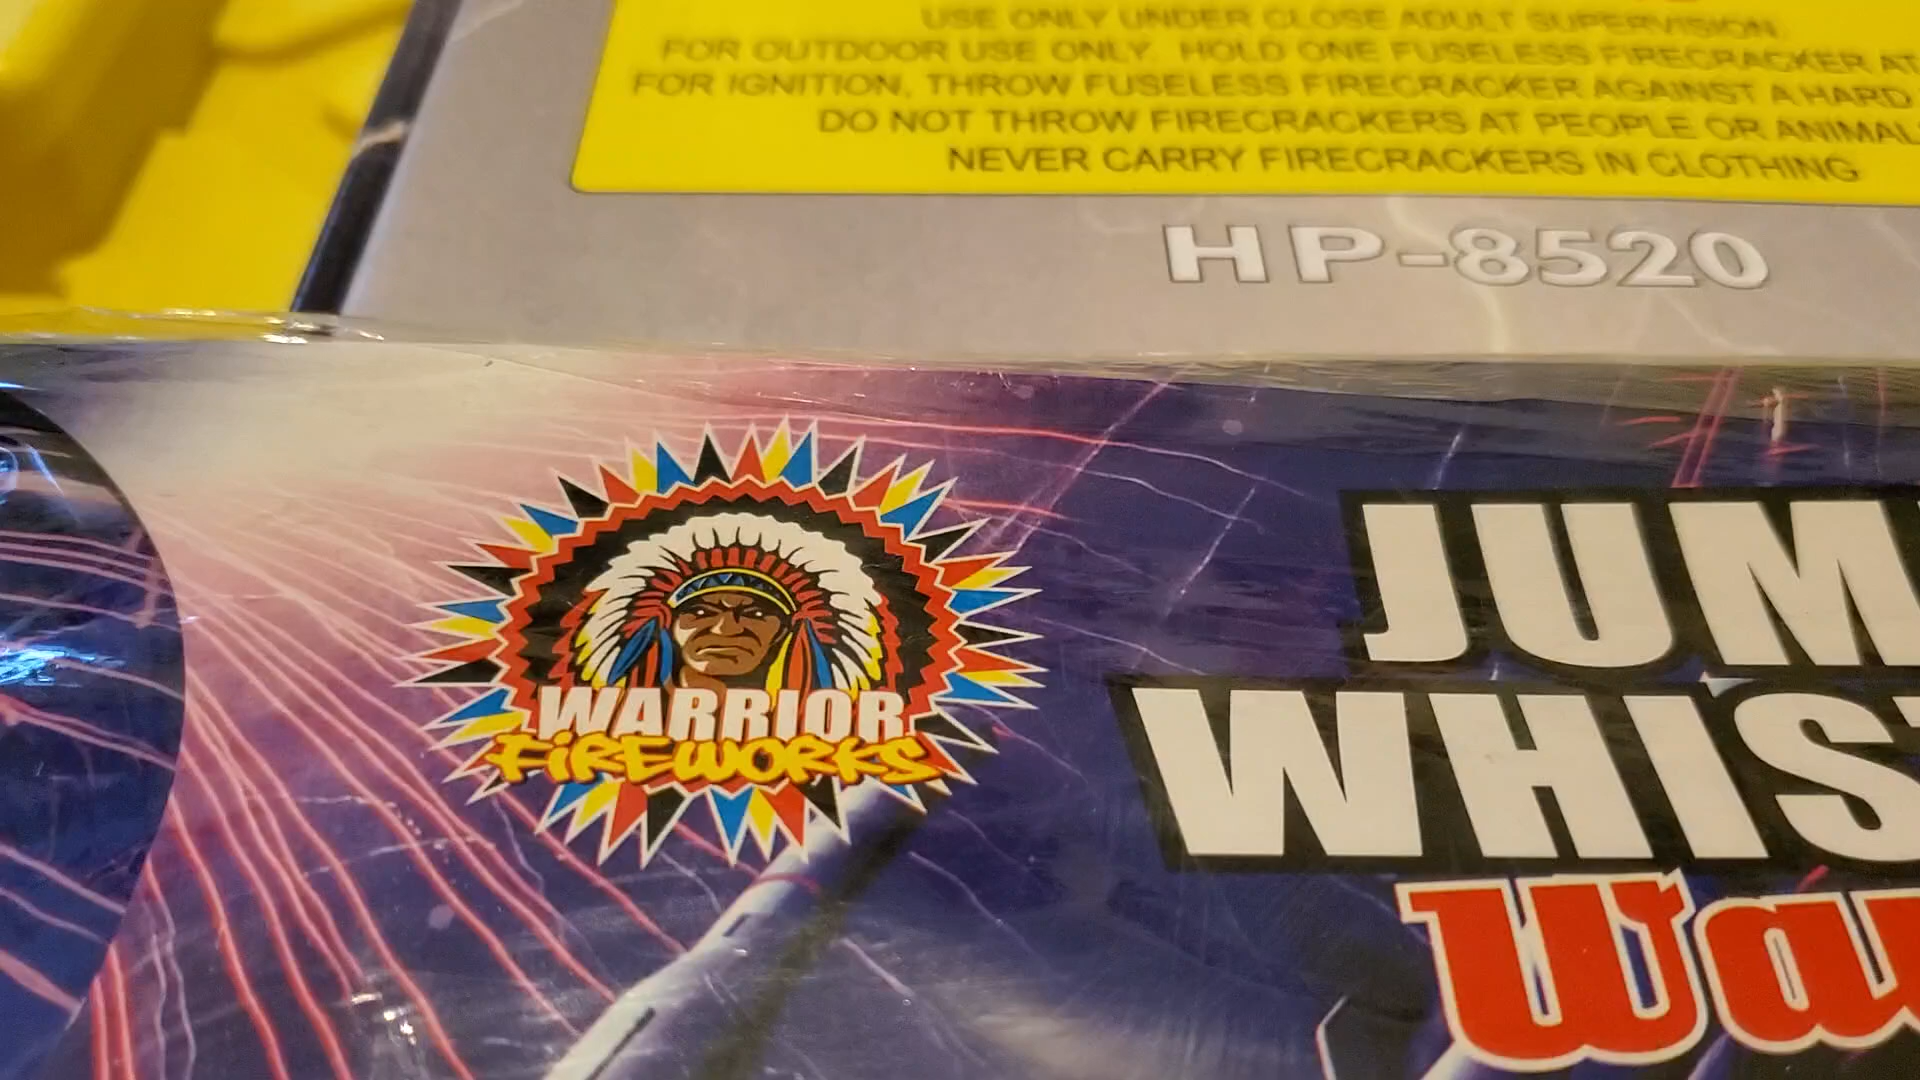 USE ONLY UNDER CLOSE ADULT SUPERVISION.
FOR OUTDOOR USE ONLY. HOLD ONE FUSELESS FIRECRACKER AT
FOR IGNITION, THROW FUSELESS FIRECRACKER AGAINST A HARD
DO NOT THROW FIRECRACKERS AT PEOPLE OR ANIMAL
NEVER CARRY FIRECRACKERS IN CLOTHING
HP-8520
WARRIOR
FiREWORKS
JUM
WHIS
Wa